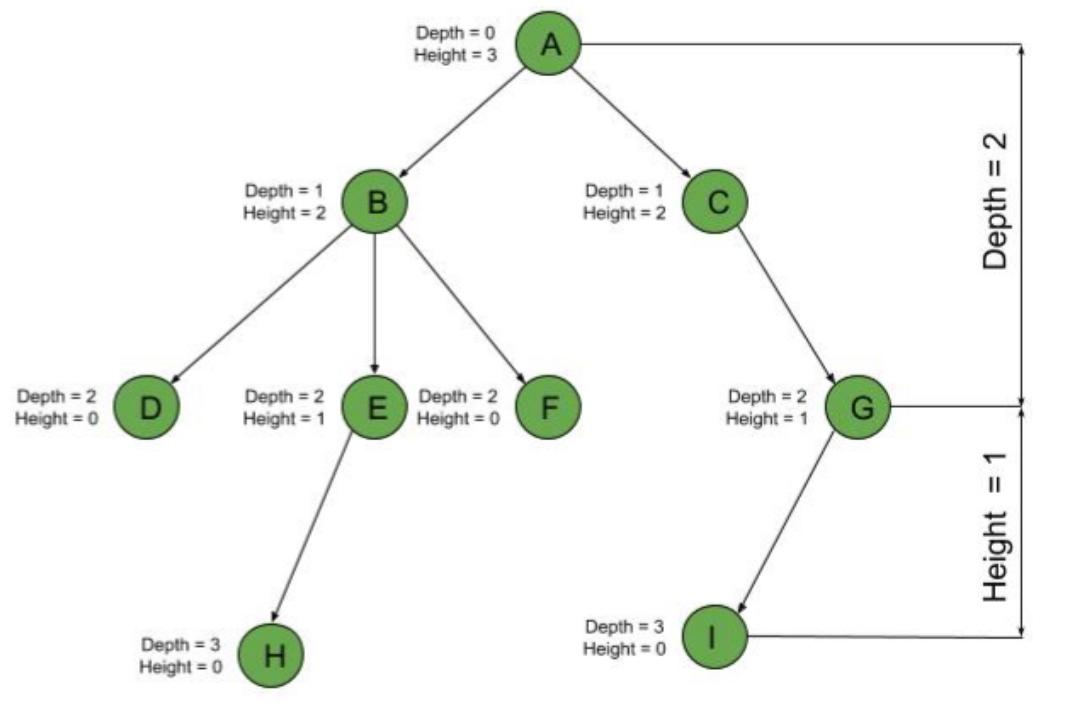 Depth = 0
Height = 3
A
Depth = 1
Height = 2
B
Depth = 1
Height = 2
C
Depth = 2
Depth = 2
Height = 0
D
Depth = 2
Height = 1
E
Depth = 2
Height = 0
F
Depth = 2
Height = 1
G
Height = 1
Depth = 3
Height = 0
H
Depth = 3
Height = 0
I